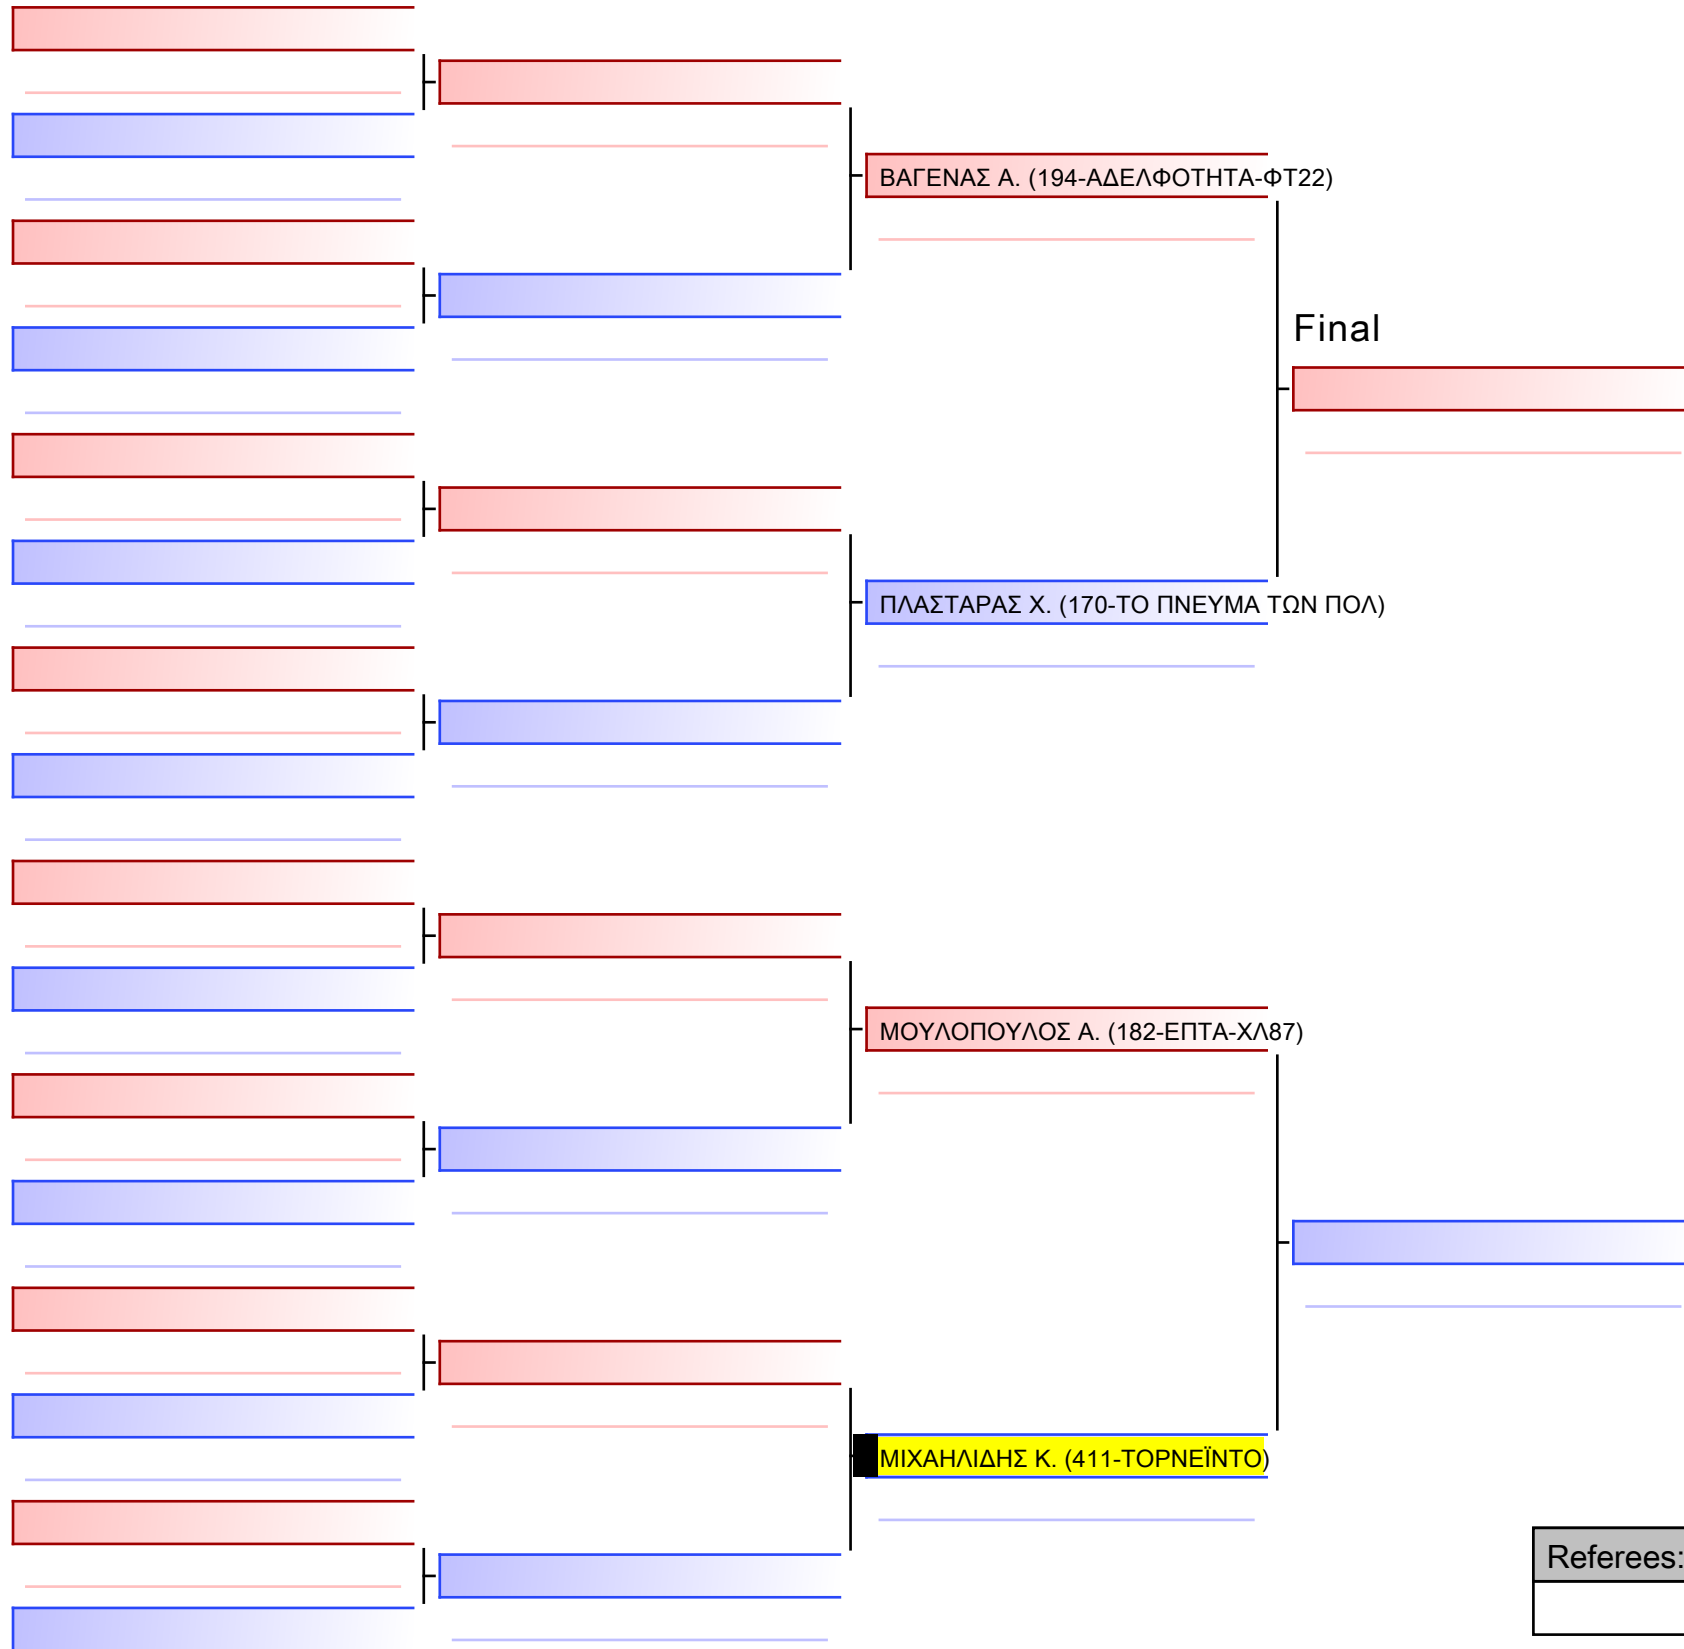 ΒΑΓΕΝΑΣ Α. (194-ΑΔΕΛΦΟΤΗΤΑ-ΦΤ22)
Final
ΠΛΑΣΤΑΡΑΣ Χ. (170-ΤΟ ΠΝΕΥΜΑ ΤΩΝ ΠΟΛ)
ΜΟΥΛΟΠΟΥΛΟΣ Α. (182-ΕΠΤΑ-ΧΛ87)
ΜΙΧΑΗΛΙΔΗΣ Κ. (411-ΤΟΡΝΕΪΝΤΟ)
Referees: